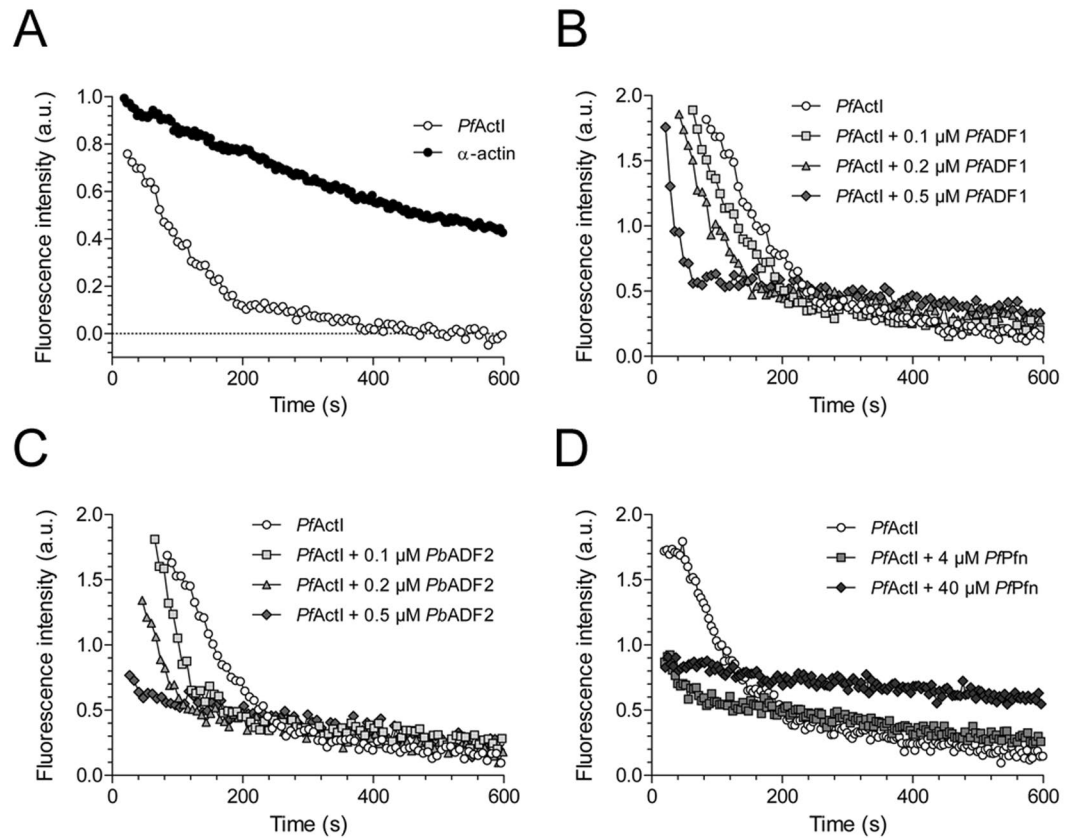 A
Fluorescence intensity (a.u.)
1.0
0.8
0.6
0.4
0.2
0.0
0
200
400
600
Time (s)
PfActI
α-actin
B
Fluorescence intensity (a.u.)
2.0
1.5
1.0
0.5
0.0
0
200
400
600
Time (s)
PfActI
PfActI + 0.1 µM PfADF1
PfActI + 0.2 µM PfADF1
PfActI + 0.5 µM PfADF1
C
Fluorescence intensity (a.u.)
2.0
1.5
1.0
0.5
0.0
0
200
400
600
Time (s)
PfActI
PfActI + 0.1 µM PbADF2
PfActI + 0.2 µM PbADF2
PfActI + 0.5 µM PbADF2
D
Fluorescence intensity (a.u.)
2.0
1.5
1.0
0.5
0.0
0
200
400
600
Time (s)
PfActI
PfActI + 4 µM PfPfn
PfActI + 40 µM PfPfn